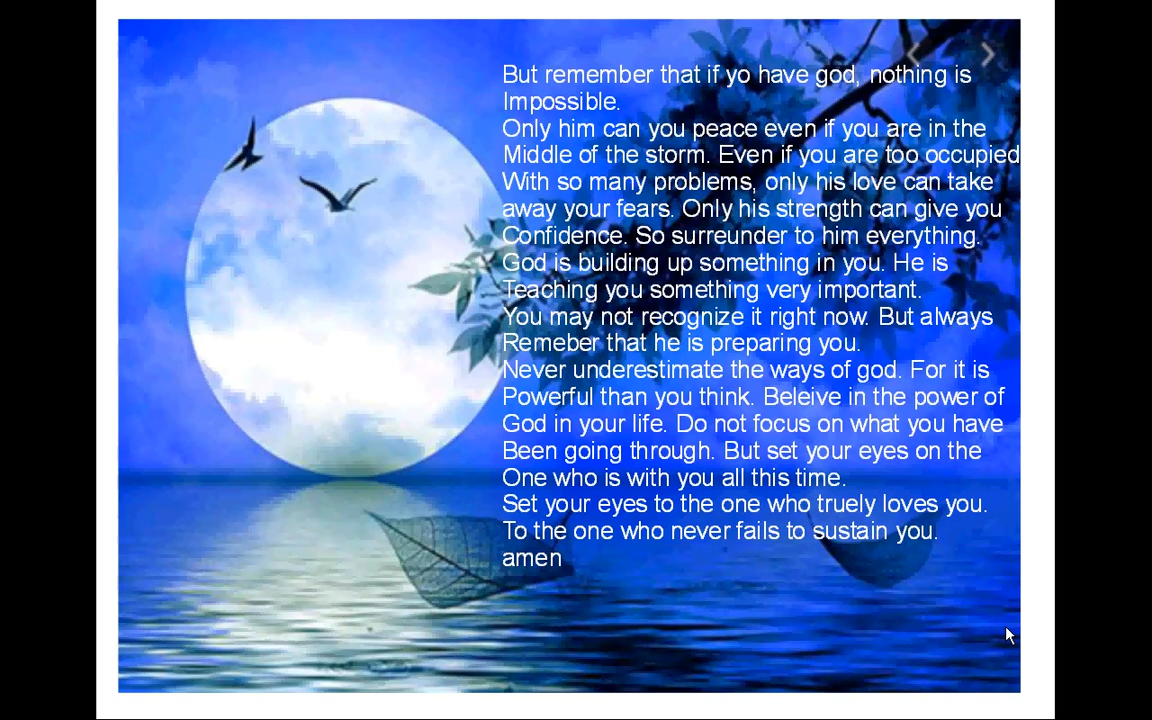 But remember that if yo have god, nothing is
Impossible.
Only him can you peace even if you are in the
Middle of the storm. Even if you are too occupied
With so many problems, only his love can take
away your fears. Only his strength can give you
Confidence. So surreunder to him everything.
God is building up something in you. He is
Teaching you something very important.
You may not recognize it right now. But always
Remeber that he is preparing you.
Never underestimate the ways of god. For it is
Powerful than you think. Beleive in the power of
God in your life. Do not focus on what you have
Been going through. But set your eyes on the
One who is with you all this time.
Set your eyes to the one who truely loves you.
To the one who never fails to sustain you.
amen